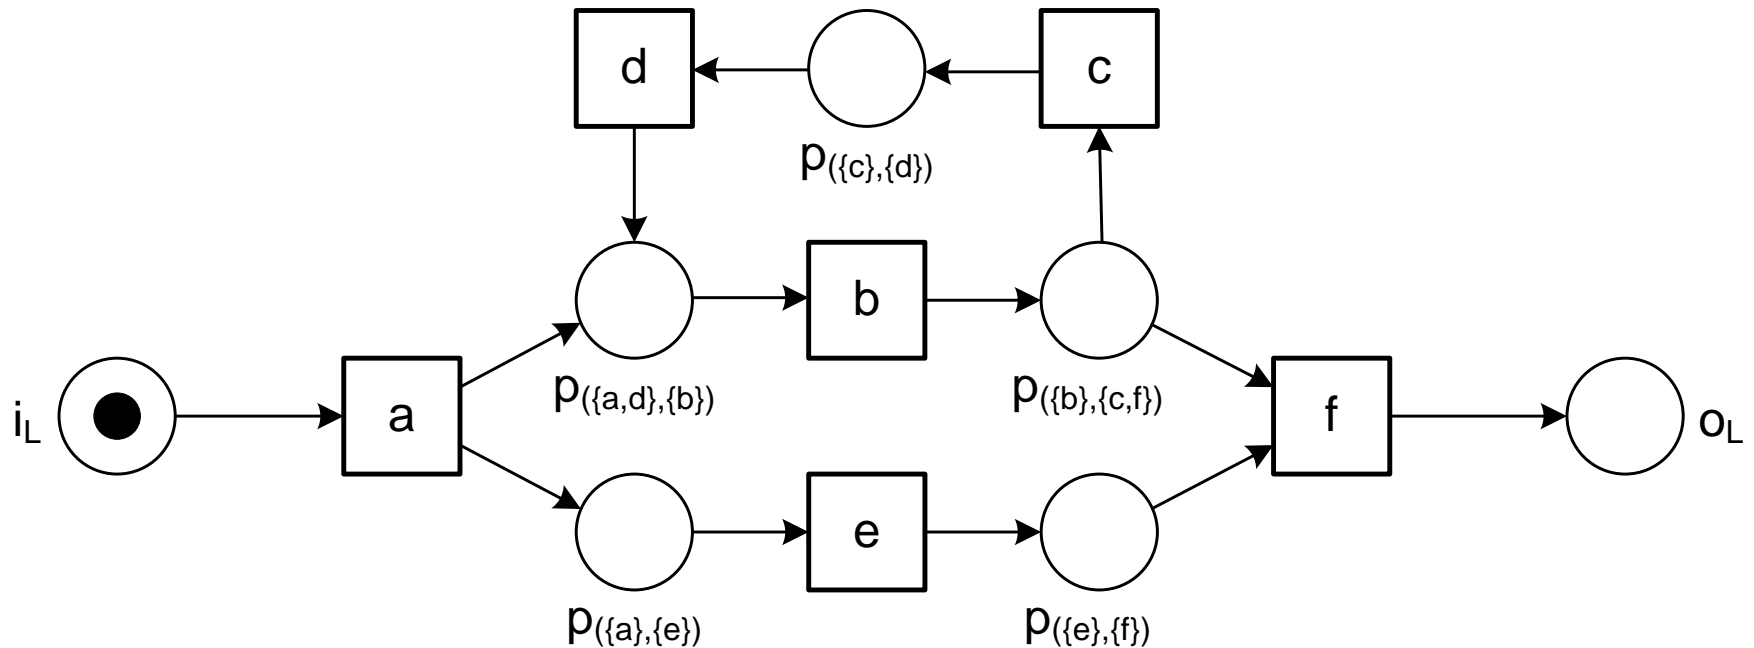 d
c
p({c},{d})
b
p({a,d},{b})
p({b},{c,f})
iL
a
f
oL
e
p({a},{e})
p({e},{f})